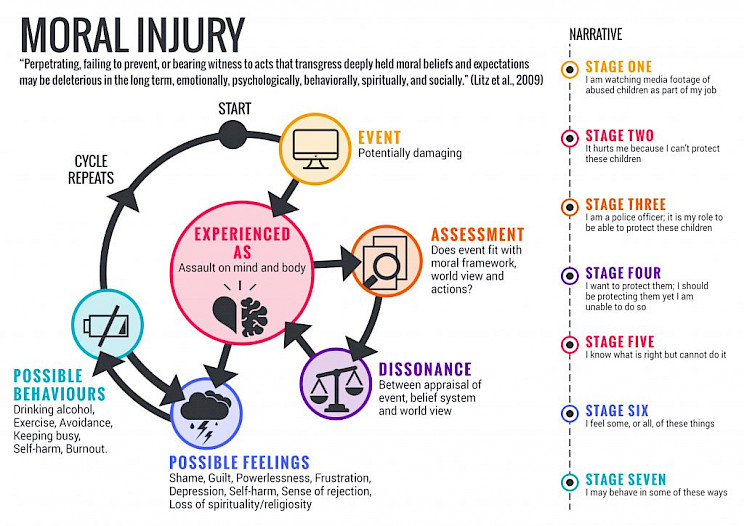 MORAL INJURY
“Perpetrating, failing to prevent, or bearing witness to acts that transgress deeply held moral beliefs and expectations
may be deleterious in the long term, emotionally, psychologically, behaviorally, spiritually, and socially.” (Litz et al., 2009)
START
CYCLE
REPEATS
EVENT
Potentially damaging
EXPERIENCED
AS
Assault on mind and body
ASSESSMENT
Does event fit with
moral framework,
world view and
actions?
DISSONANCE
Between appraisal of
event, belief system
and world view
POSSIBLE
BEHAVIOURS
Drinking alcohol,
Exercise, Avoidance,
Keeping busy,
Self-harm, Burnout.
POSSIBLE FEELINGS
Shame, Guilt, Powerlessness, Frustration,
Depression, Self-harm, Sense of rejection,
Loss of spirituality/religiosity
NARRATIVE
STAGE ONE
I am watching media footage of
abused children as part of my job
STAGE TWO
It hurts me because I can't protect
these children
STAGE THREE
I am a police officer; it is my role to
be able to protect these children
STAGE FOUR
I want to protect them; I should
be protecting them yet I am
unable to do so
STAGE FIVE
I know what is right but cannot do it
STAGE SIX
I feel some, or all, of these things
STAGE SEVEN
I may behave in some of these ways